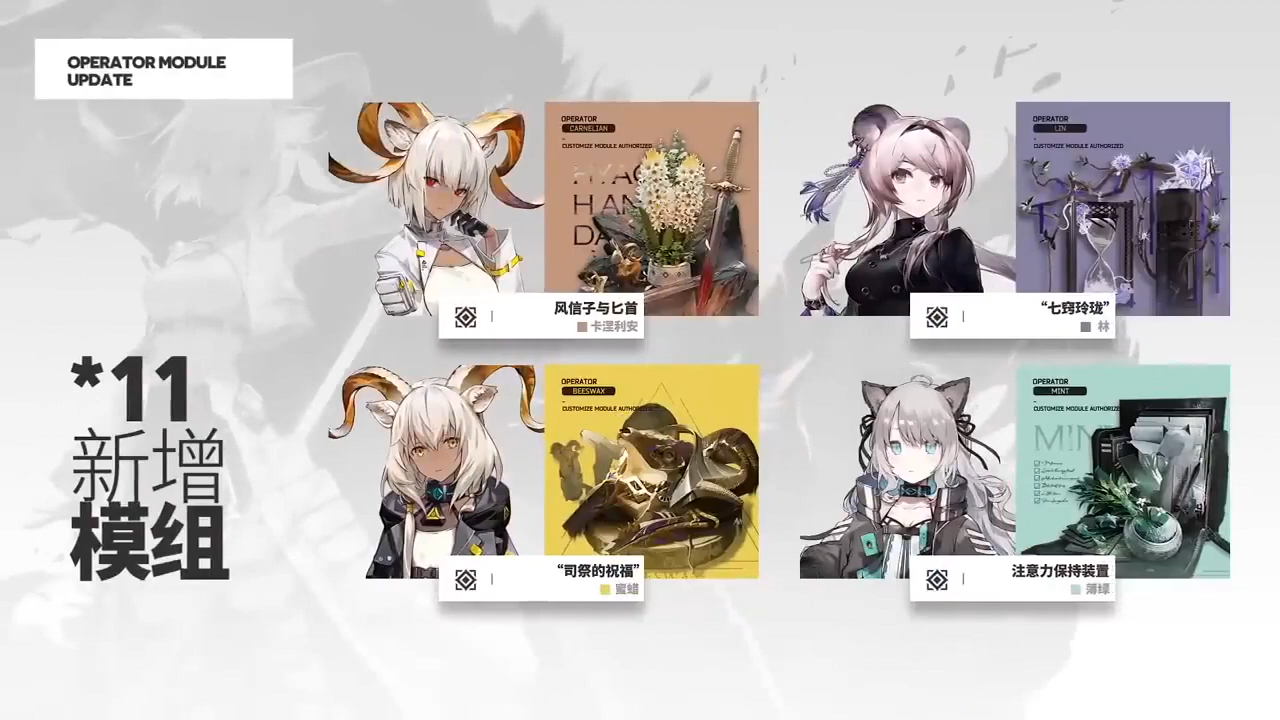 OPERATOR MODULE
UPDATE
OPERATOR
CARNELIAN
CUSTOMIZE MODULE AUTHORIZED
风信子与匕首
卡涅利安
OPERATOR
LIN
CUSTOMIZE MODULE AUTHORIZED
“七窍玲珑”
林
*11
新增
模组
OPERATOR
BEESWAX
CUSTOMIZE MODULE AUTHORIZED
“司祭的祝福”
蜜蜡
OPERATOR
MINT
CUSTOMIZE MODULE AUTHORIZE
MINT
注意力保持装置
薄绿